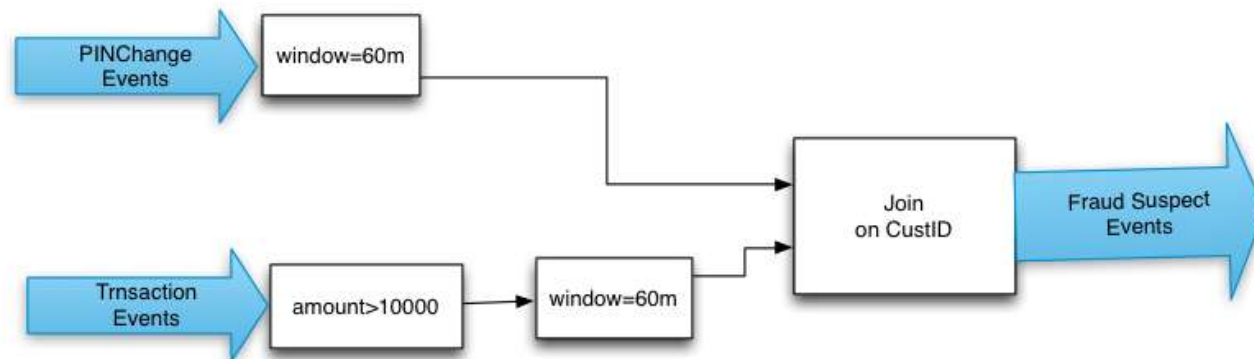 PINChange
Events
window=60m
Join
on CustID
Fraud Suspect
Events
Trnsaction
Events
amount>10000
window=60m